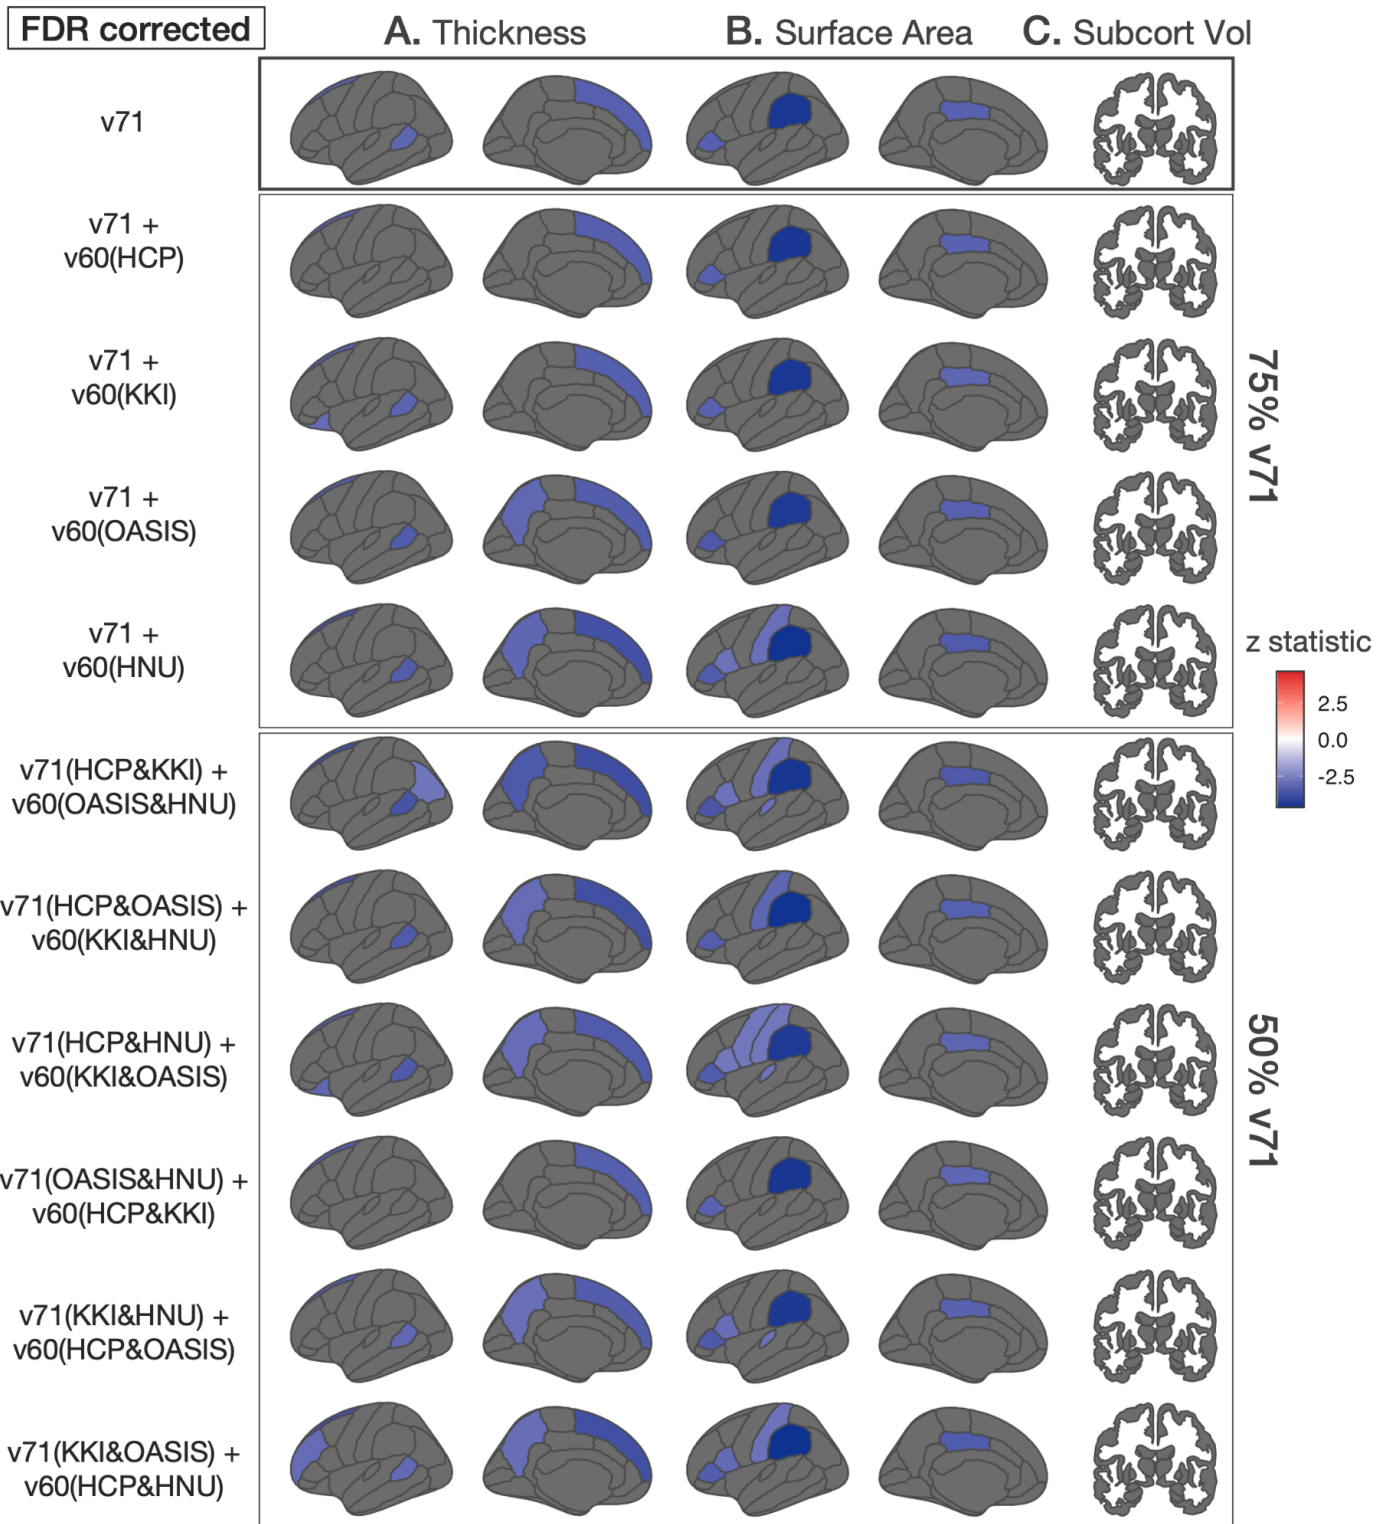 FDR corrected
A. Thickness
B. Surface Area
C. Subcort Vol
v71
v71 +
v60(HCP)
v71 +
v60(KKI)
v71 +
v60(OASIS)
v71 +
v60(HNU)
75% v71
z statistic
2.5
0.0
-2.5
v71(HCP&KKI) +
v60(OASIS&HNU)
v71(HCP&OASIS) +
v60(KKI&HNU)
v71(HCP&HNU) +
v60(KKI&OASIS)
v71(OASIS&HNU) +
v60(HCP&KKI)
v71(KKI&HNU) +
v60(HCP&OASIS)
v71(KKI&OASIS) +
v60(HCP&HNU)
50% v71